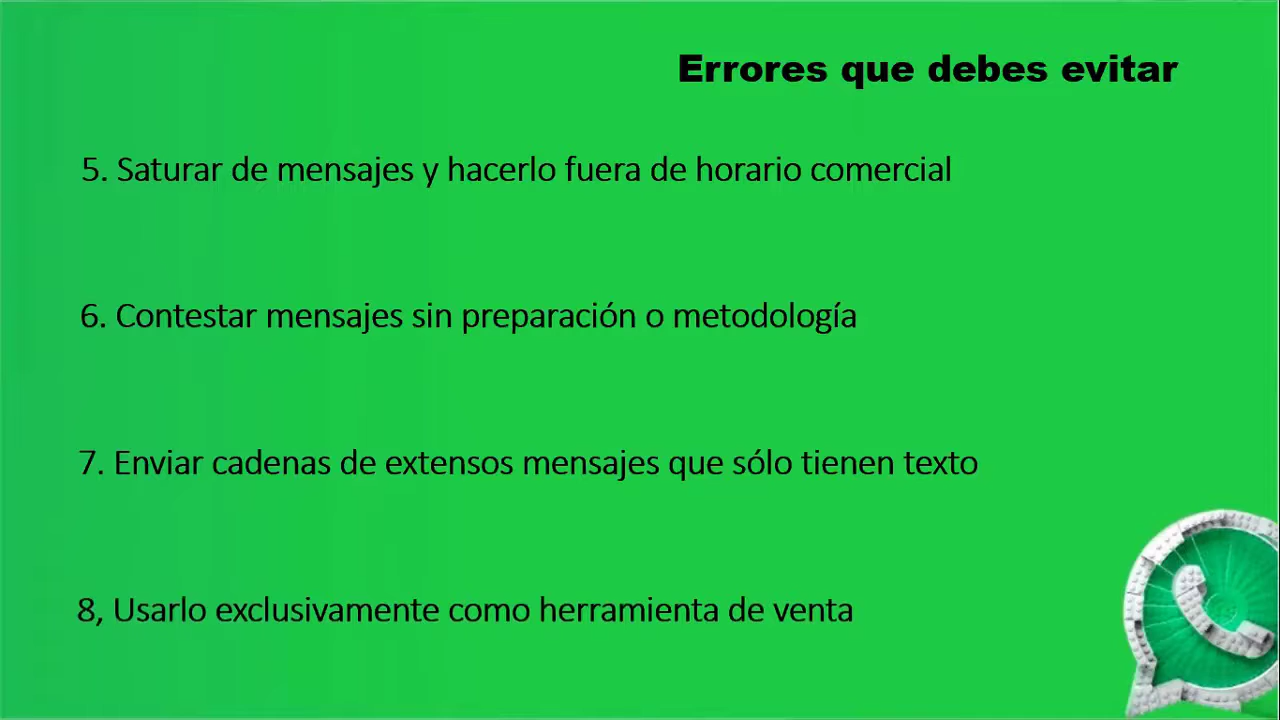 Errores que debes evitar
5. Saturar de mensajes y hacerlo fuera de horario comercial
6. Contestar mensajes sin preparación o metodología
7. Enviar cadenas de extensos mensajes que sólo tienen texto
8, Usarlo exclusivamente como herramienta de venta